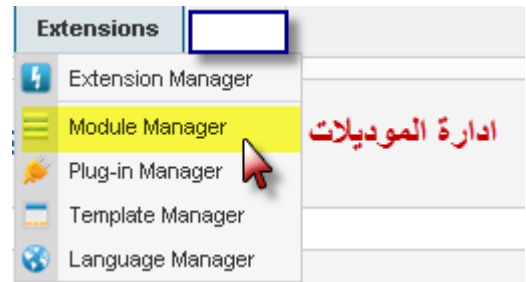 Extensions
Extension Manager
Module Manager
ادارة الموديلات
Plug-in Manager
Template Manager
Language Manager